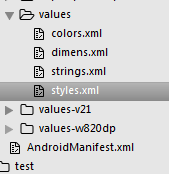 values
colors.xml
dimens.xml
strings.xml
styles.xml
values-v21
values-w820dp
AndroidManifest.xml
test